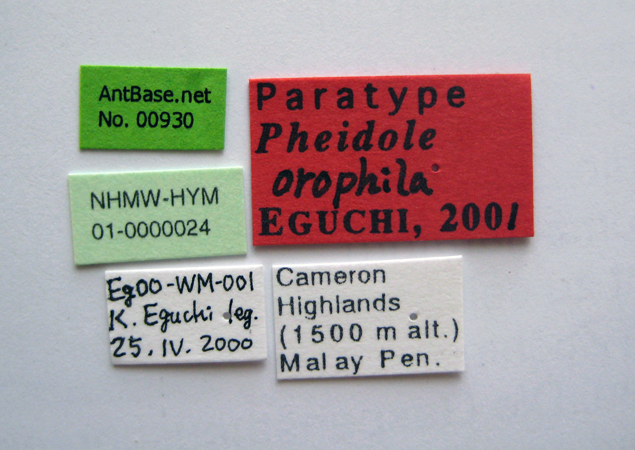 AntBase.net
No. 00930
Paratype
Pheidole
orophila
EGUCHI, 2001
NHMW-HYM
01-0000024
Eg00-WM-001
K. Eguchi leg.
25. IV. 2000
Cameron
Highlands
(1500 m alt.)
Malay Pen.